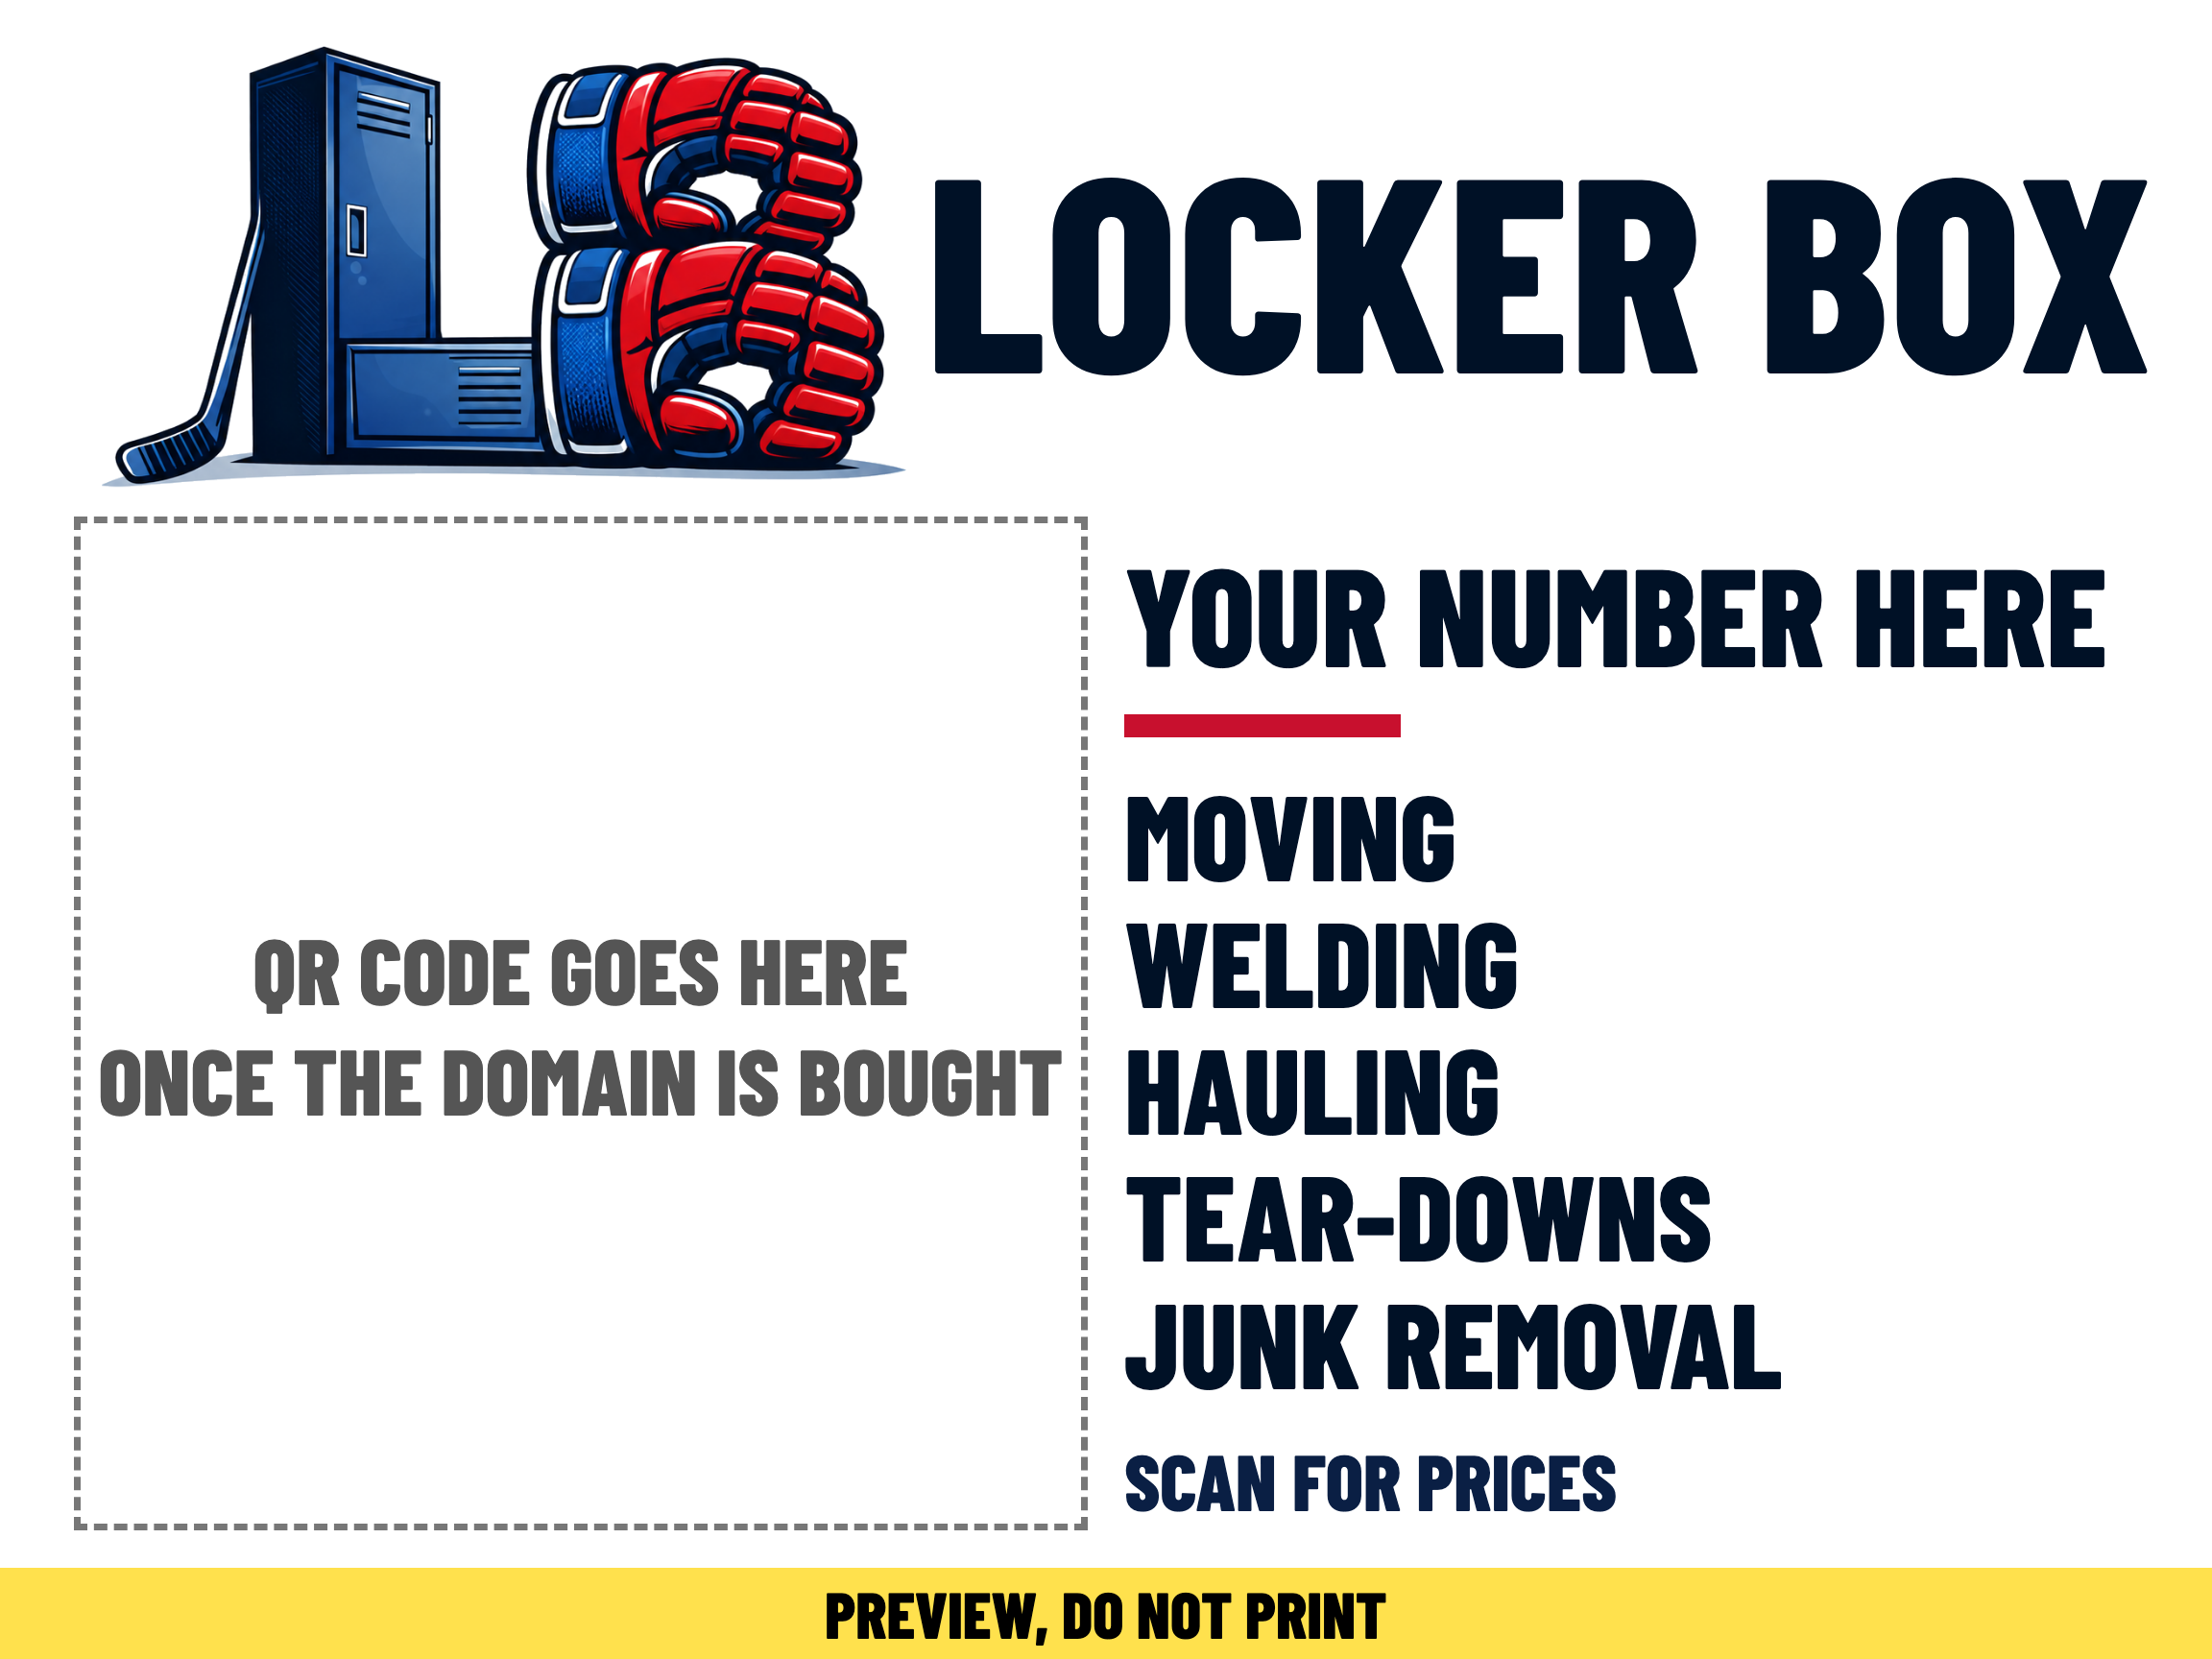 LB
LOCKER BOX
QR CODE GOES HERE
ONCE THE DOMAIN IS BOUGHT
YOUR NUMBER HERE
MOVING
WELDING
HAULING
TEAR-DOWNS
JUNK REMOVAL
SCAN FOR PRICES
PREVIEW, DO NOT PRINT